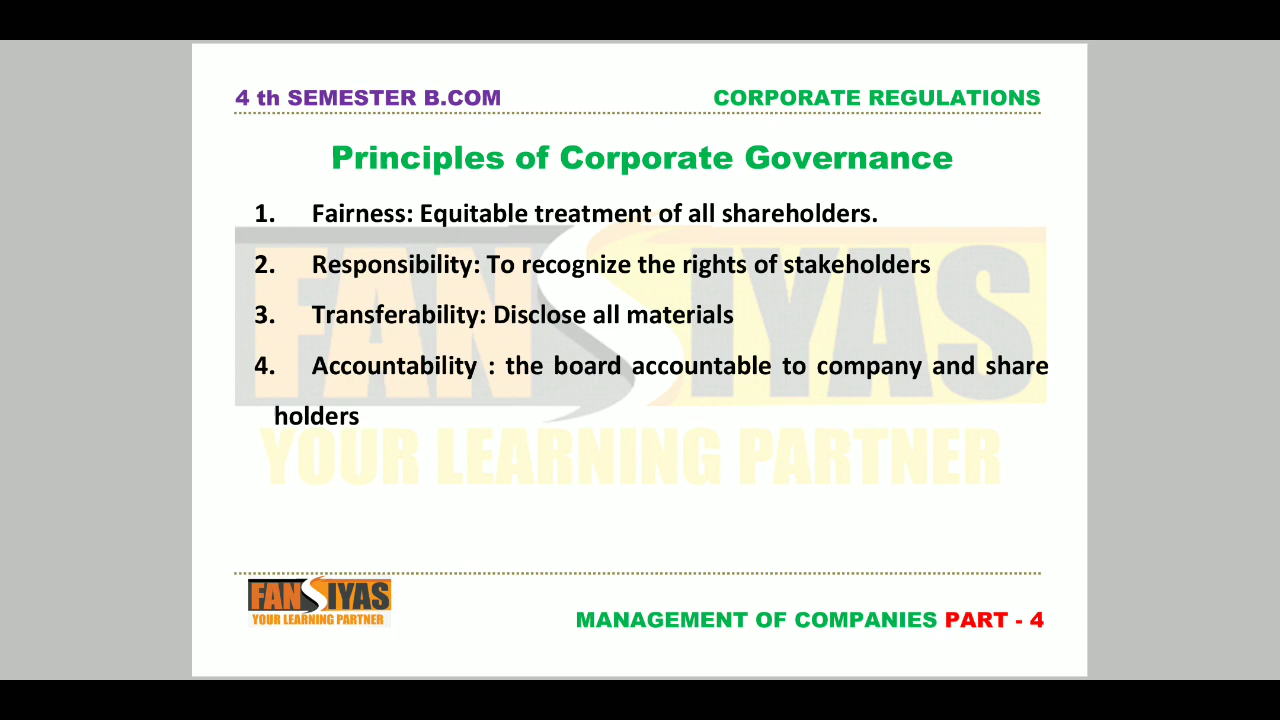 4 th SEMESTER B.COM
CORPORATE REGULATIONS
Principles of Corporate Governance
1. Fairness: Equitable treatment of all shareholders.
2. Responsibility: To recognize the rights of stakeholders
3. Transferability: Disclose all materials
4. Accountability : the board accountable to company and share
holders
FANSIYAS
YOUR LEARNING PARTNER
FANSIYAS
YOUR LEARNING PARTNER
MANAGEMENT OF COMPANIES PART - 4